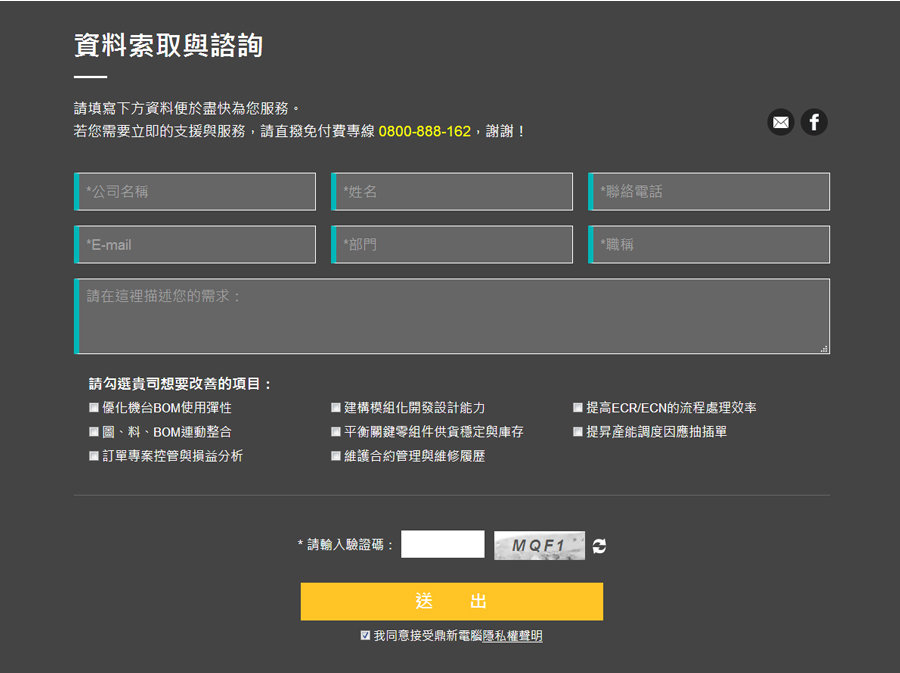 資料索取與諮詢
請填寫下方資料便於盡快為您服務。
若您需要立即的支援與服務，請直撥免付費專線 0800-888-162，謝謝！
*公司名稱 *姓名 *聯絡電話
*E-mail *部門 *職稱
請在這裡描述您的需求：
請勾選貴司想要改善的項目：
優化機台BOM使用彈性 建構模組化開發設計能力 提高ECR/ECN的流程處理效率
圖、料、BOM連動整合 平衡關鍵零組件供貨穩定與庫存 提昇產能調度因應抽插單
訂單專案控管與損益分析 維護合約管理與維修履歷
* 請輸入驗證碼： MQF1
送 出
我同意接受鼎新電腦隱私權聲明